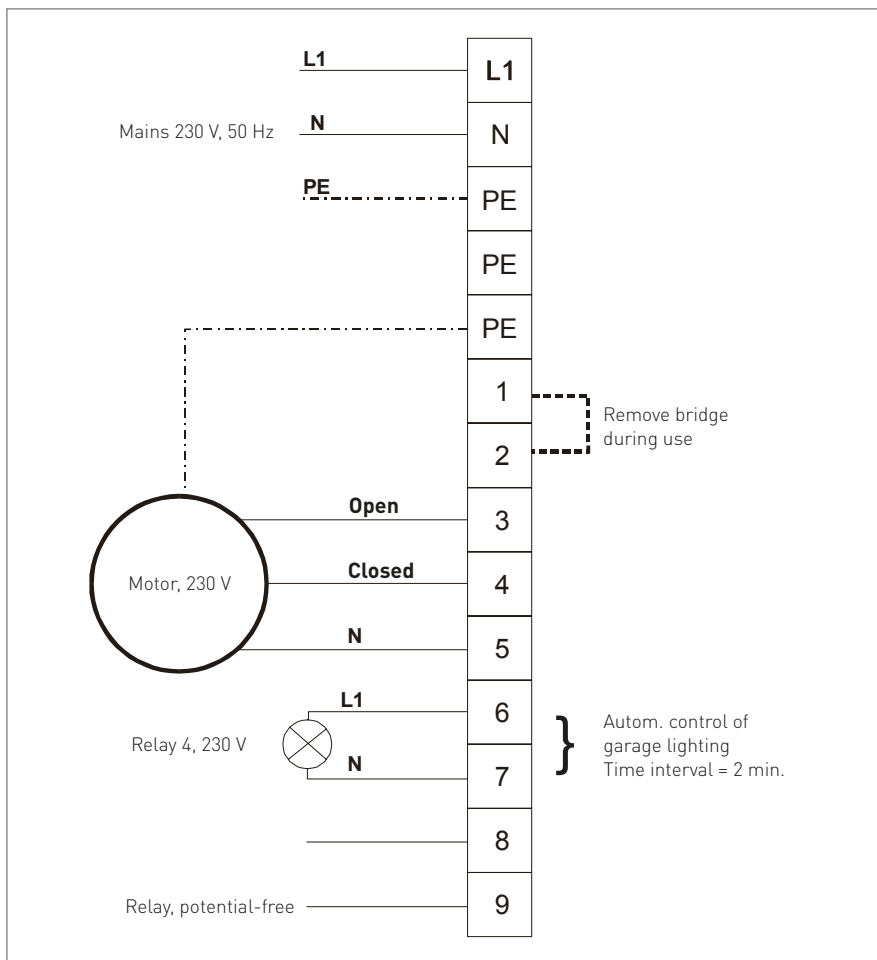 L1
L1
Mains 230 V, 50 Hz
N
N
PE
PE
PE
PE
1
Remove bridge
during use
2
Open
3
Motor, 230 V
Closed
4
N
5
L1
6
Relay 4, 230 V
Autom. control of
garage lighting
Time interval = 2 min.
N
7
8
Relay, potential-free
9